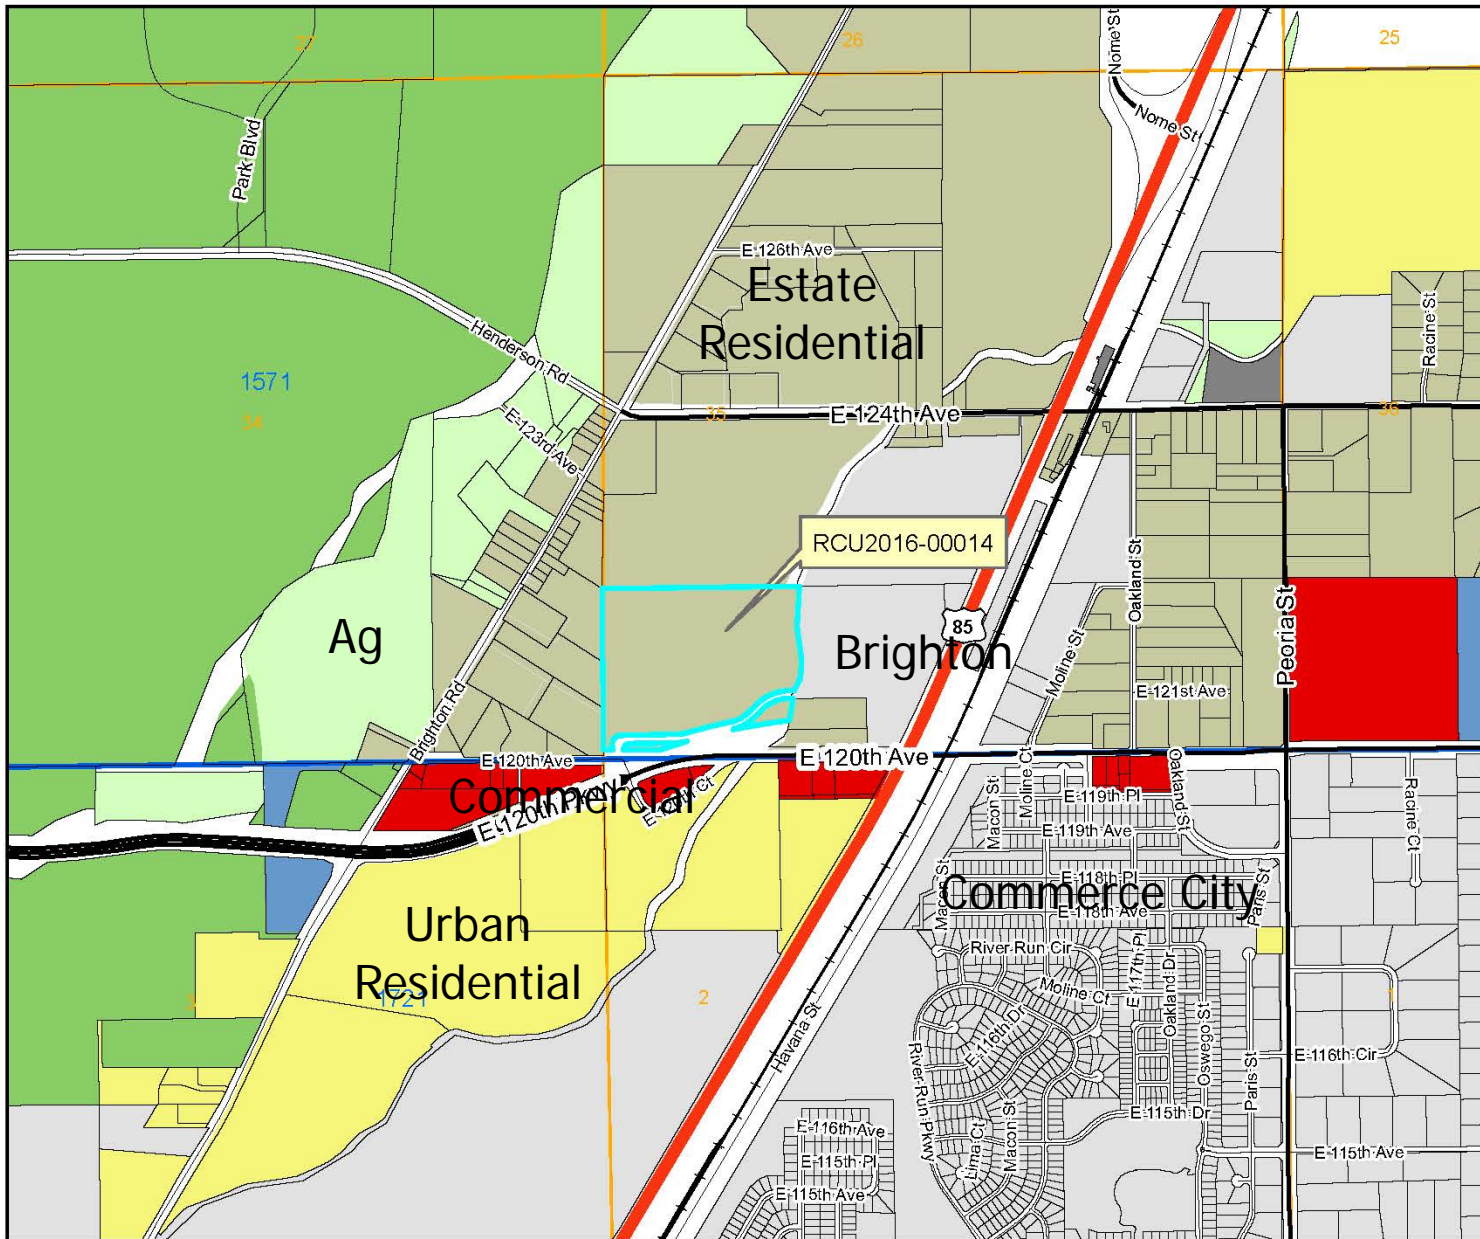 27
26
25
Nome St
Nome St
Park Blvd
E 126th Ave
Estate
Residential
Racine St
Henderson Rd
1571
34
35
E 124th Ave
36
E 123rd Ave
RCU2016-00014
Oakland St
Peoria St
85
Ag
Brighton
Moline St
E 121st Ave
Brighton Rd
E 120th Ave
E 120th Ave
Commercial
E 120th Pkwy
Macon St
Moline Ct
Oakland St
E 119th Pl
E 119th Ave
Racine Ct
E 118th Pl
Commerce City
Macon St
E 118th Ave
Paris St
Urban
Residential
River Run Cir
E 117th Pl
Oakland Dr
Moline Ct
1721
3
2
1
Oswego St
E 116th Dr
Havana St
E 116th Cir
River Run Pkwy
Paris St
Macon St
Lima Ct
E 115th Dr
E 116th Ave
E 115th Pl
E 115th Ave
E 115th Ave